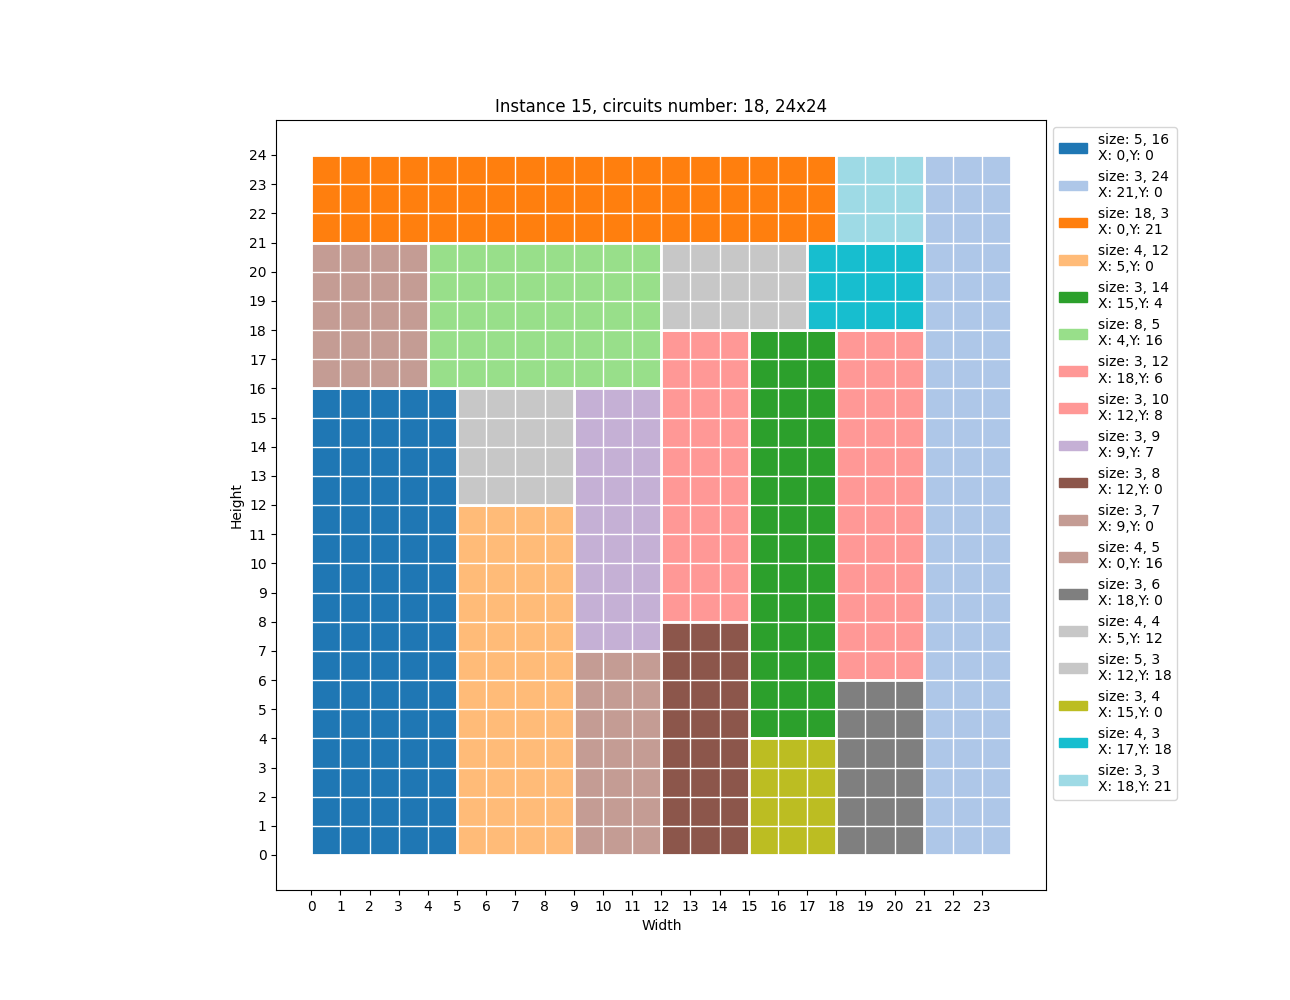 Instance 15, circuits number: 18, 24x24
24
23
22
21
20
19
18
17
16
15
14
13
12
11
10
9
8
7
6
5
4
3
2
1
0
Height
0 1 2 3 4 5 6 7 8 9 10 11 12 13 14 15 16 17 18 19 20 21 22 23
Width
size: 5, 16
X: 0,Y: 0
size: 3, 24
X: 21,Y: 0
size: 18, 3
X: 0,Y: 21
size: 4, 12
X: 5,Y: 0
size: 3, 14
X: 15,Y: 4
size: 8, 5
X: 4,Y: 16
size: 3, 12
X: 18,Y: 6
size: 3, 10
X: 12,Y: 8
size: 3, 9
X: 9,Y: 7
size: 3, 8
X: 12,Y: 0
size: 3, 7
X: 9,Y: 0
size: 4, 5
X: 0,Y: 16
size: 3, 6
X: 18,Y: 0
size: 4, 4
X: 5,Y: 12
size: 5, 3
X: 12,Y: 18
size: 3, 4
X: 15,Y: 0
size: 4, 3
X: 17,Y: 18
size: 3, 3
X: 18,Y: 21